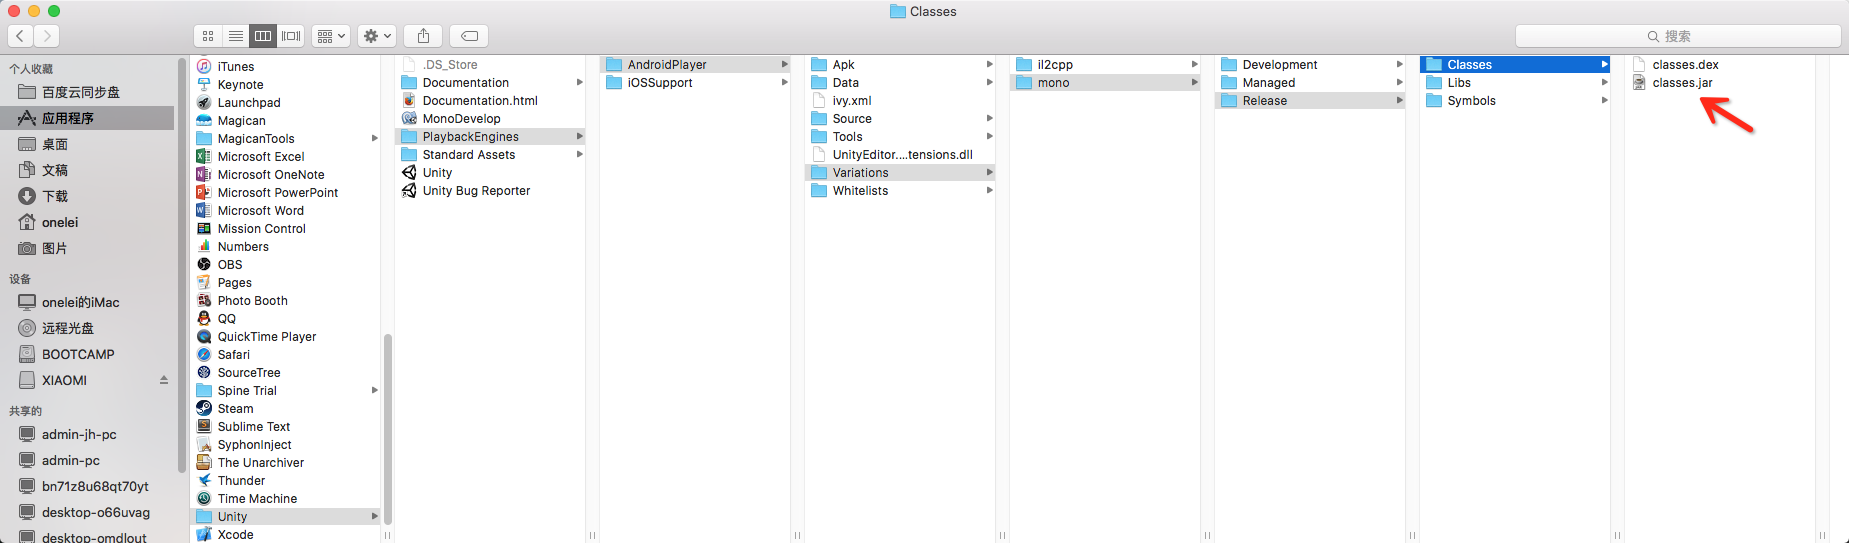 Classes
搜索
个人收藏
百度云同步盘
应用程序
桌面
文稿
下载
onelei
图片
设备
onelei的iMac
远程光盘
BOOTCAMP
XIAOMI
共享的
admin-jh-pc
admin-pc
bn71z8u68qt70yt
desktop-o66uvag
desktop-omdlout
iTunes
Keynote
Launchpad
Magican
MagicanTools
Microsoft Excel
Microsoft OneNote
Microsoft PowerPoint
Microsoft Word
Mission Control
Numbers
OBS
Pages
Photo Booth
QQ
QuickTime Player
Safari
SourceTree
Spine Trial
Steam
Sublime Text
SyphonInject
The Unarchiver
Thunder
Time Machine
Unity
Xcode
.DS_Store
Documentation
Documentation.html
MonoDevelop
PlaybackEngines
Standard Assets
Unity
Unity Bug Reporter
AndroidPlayer
iOSSupport
Apk
Data
ivy.xml
Source
Tools
UnityEditor....tensions.dll
Variations
Whitelists
il2cpp
mono
Development
Managed
Release
Classes
Libs
Symbols
classes.dex
classes.jar